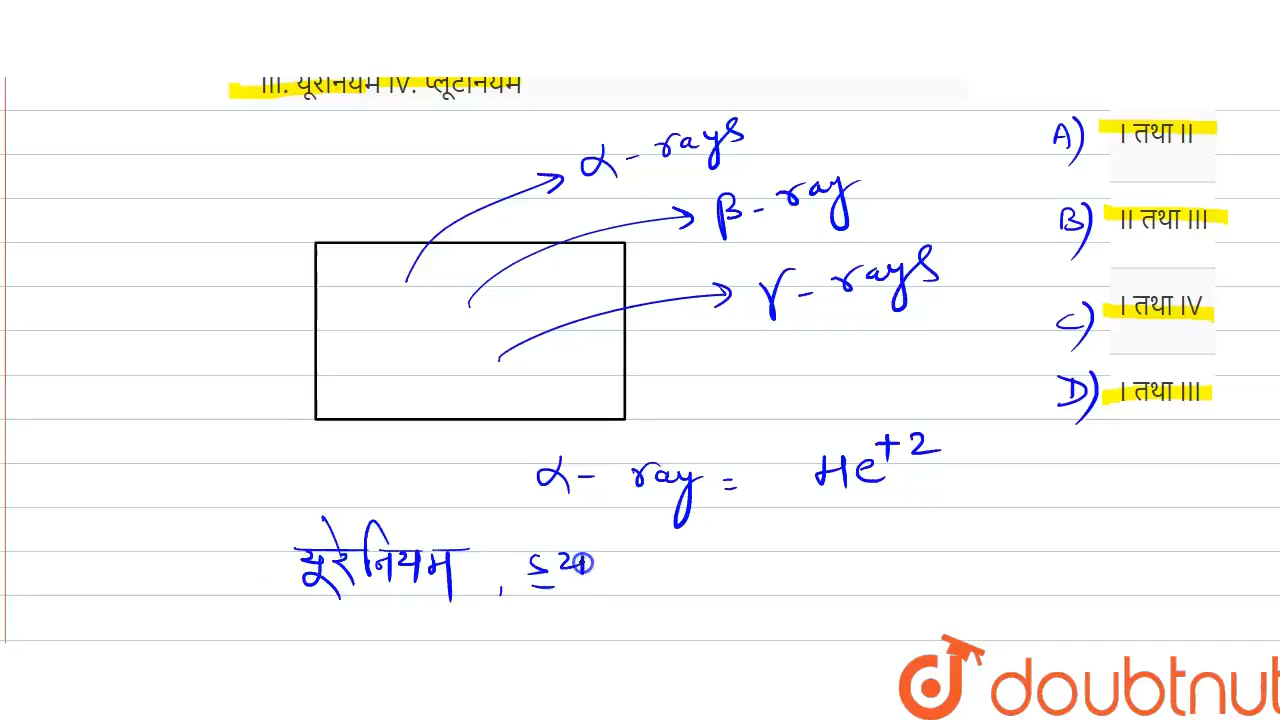 III. यूरेनियम IV. प्लूटोनियम
α - rays
A) I तथा II
β - ray
B) II तथा III
γ - rays
C) I तथा IV
D) I तथा III
α - ray = He+2
यूरेनियम,
doubtnut